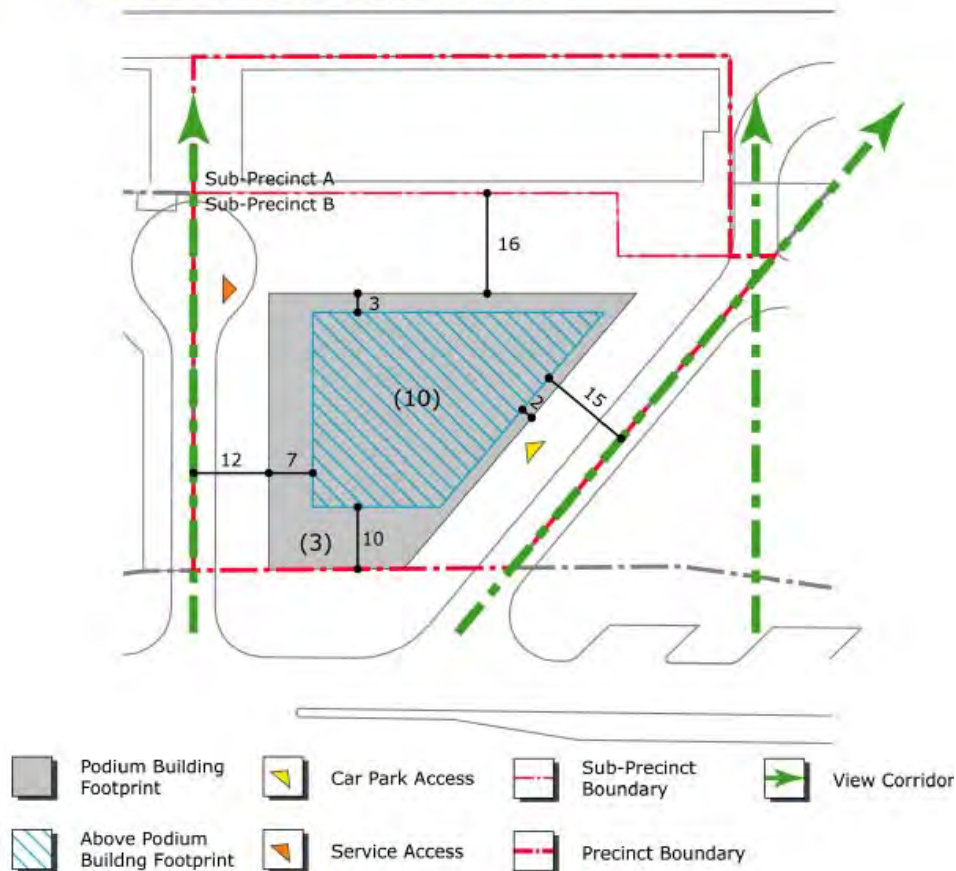 Sub-Precinct A
Sub-Precinct B
16
3
(10)
15
2
12
7
(3)
10
Podium Building
Footprint
Car Park Access
Sub-Precinct
Boundary
View Corridor
Above Podium
Buildng Footprint
Service Access
Precinct Boundary